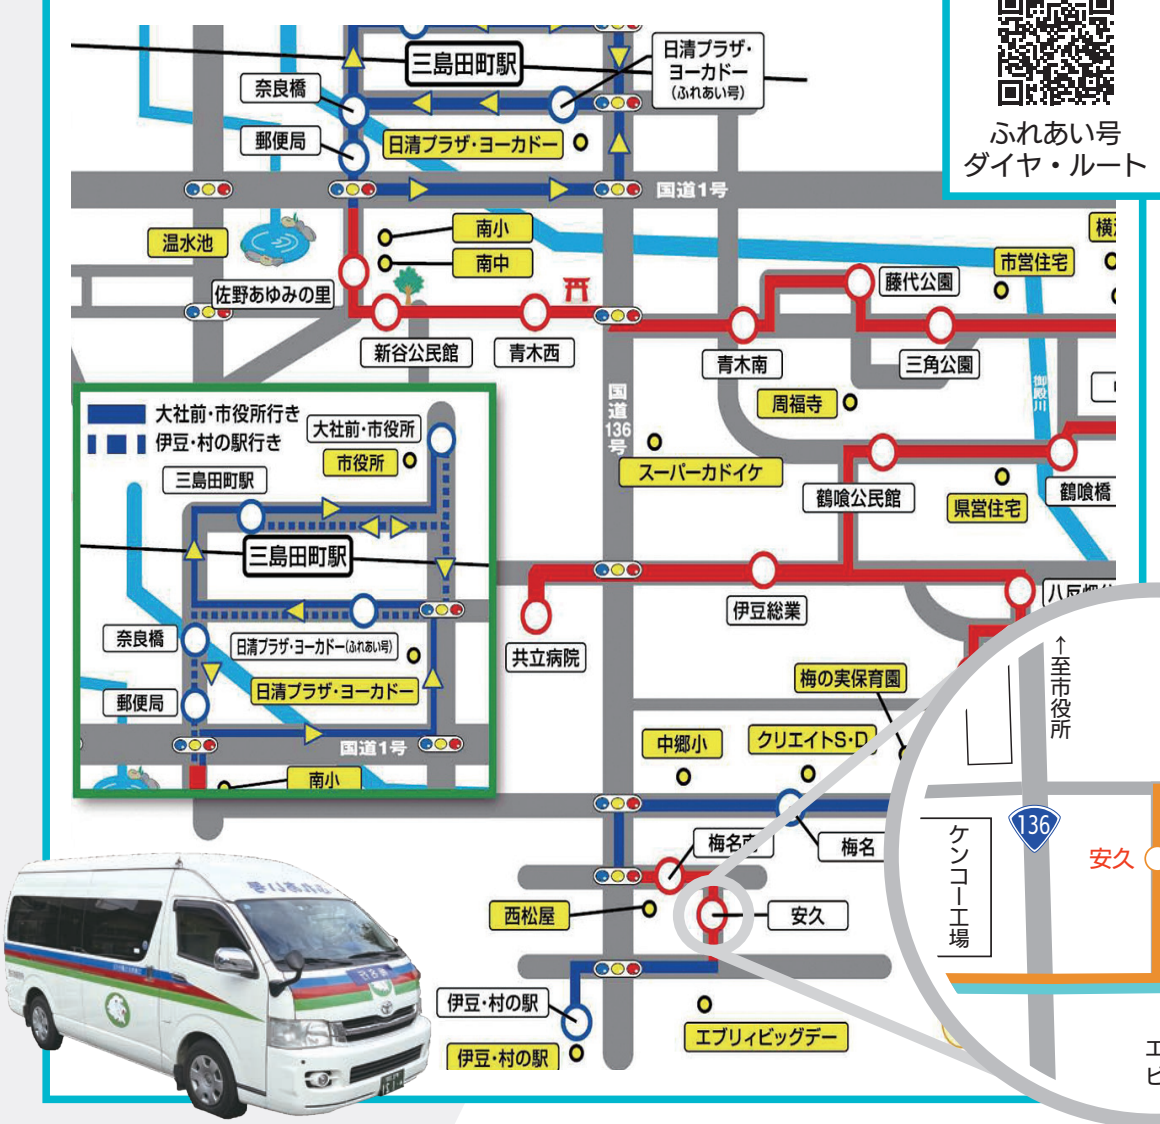 ふれあい号
ダイヤ・ルート
三島田町駅
日清プラザ・
ヨーカドー
(ふれあい号)
奈良橋
郵便局
日清プラザ・ヨーカドー
国道1号
温水池
南小
南中
佐野あゆみの里
市営住宅
藤代公園
新谷公民館
青木西
青木南
三角公園
御殿川
国道136号
周福寺
スーパーカドイケ
鶴喰公民館
県営住宅
鶴喰橋
大社前・市役所行き
伊豆・村の駅行き
大社前・市役所
市役所
三島田町駅
三島田町駅
奈良橋
日清プラザ・ヨーカドー(ふれあい号)
日清プラザ・ヨーカドー
郵便局
国道1号
南小
伊豆総業
共立病院
梅の実保育園
中郷小
クリエイトS・D
梅名
西松屋
安久
伊豆・村の駅
伊豆・村の駅
エブリィビッグデー
↑至市役所
136
ケンコー工場
安久